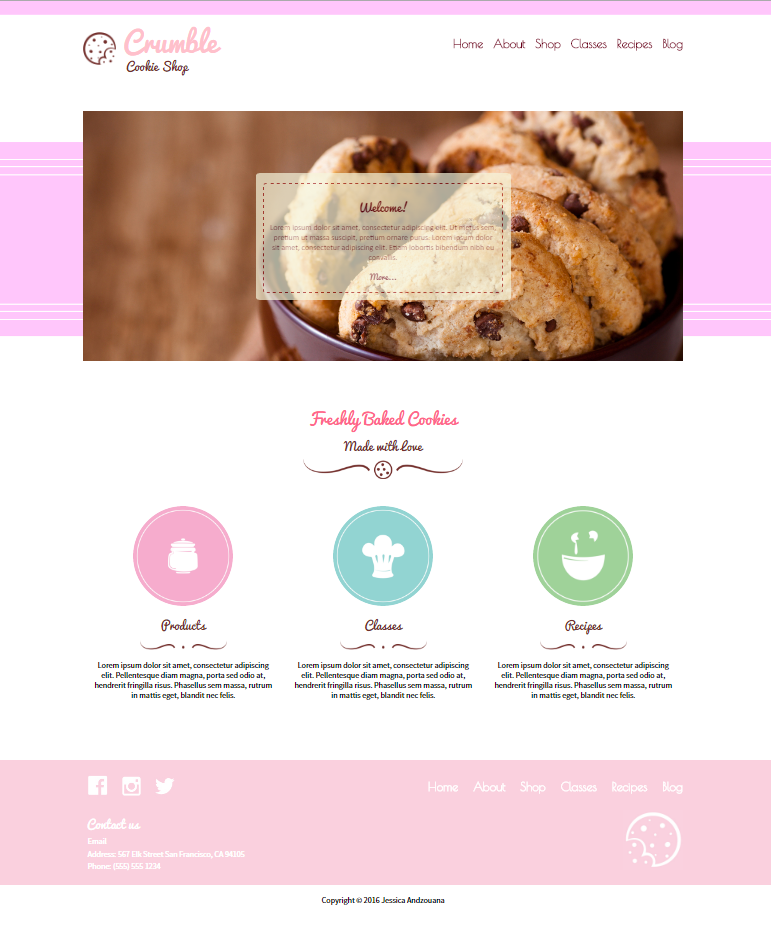 Crumble
Cookie Shop
Home About Shop Classes Recipes Blog
Welcome!
Lorem ipsum dolor sit amet, consectetur adipiscing elit. Ut metus sem,
pretium ut massa suscipit, pretium ornare purus. Lorem ipsum dolor
sit amet, consectetur adipiscing elit. Etiam lobortis bibendum nibh eu
convallis.
More...
Freshly Baked Cookies
Made with Love
Products
Lorem ipsum dolor sit amet, consectetur adipiscing
elit. Pellentesque diam magna, porta sed odio at,
hendrerit fringilla risus. Phasellus sem massa, rutrum
in mattis eget, blandit nec felis.
Classes
Lorem ipsum dolor sit amet, consectetur adipiscing
elit. Pellentesque diam magna, porta sed odio at,
hendrerit fringilla risus. Phasellus sem massa, rutrum
in mattis eget, blandit nec felis.
Recipes
Lorem ipsum dolor sit amet, consectetur adipiscing
elit. Pellentesque diam magna, porta sed odio at,
hendrerit fringilla risus. Phasellus sem massa, rutrum
in mattis eget, blandit nec felis.
Home About Shop Classes Recipes Blog
Contact us
Email
Address: 567 Elk Street San Francisco, CA 94105
Phone: (555) 555 1234
Copyright © 2016 Jessica Andzouana